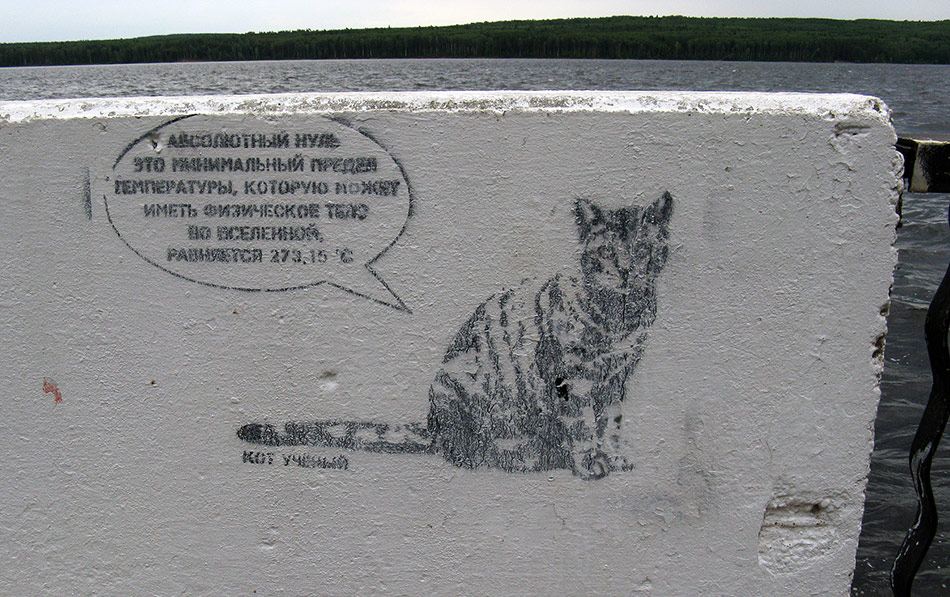 АБСОЛЮТНЫЙ НУЛЬ
ЭТО МИНИМАЛЬНЫЙ ПРЕДЕЛ
ТЕМПЕРАТУРЫ, КОТОРУЮ МОЖЕТ
ИМЕТЬ ФИЗИЧЕСКОЕ ТЕЛО
ВО ВСЕЛЕННОЙ,
РАВНЯЕТСЯ 273,15 °C
КОТ УЧЕНЫЙ